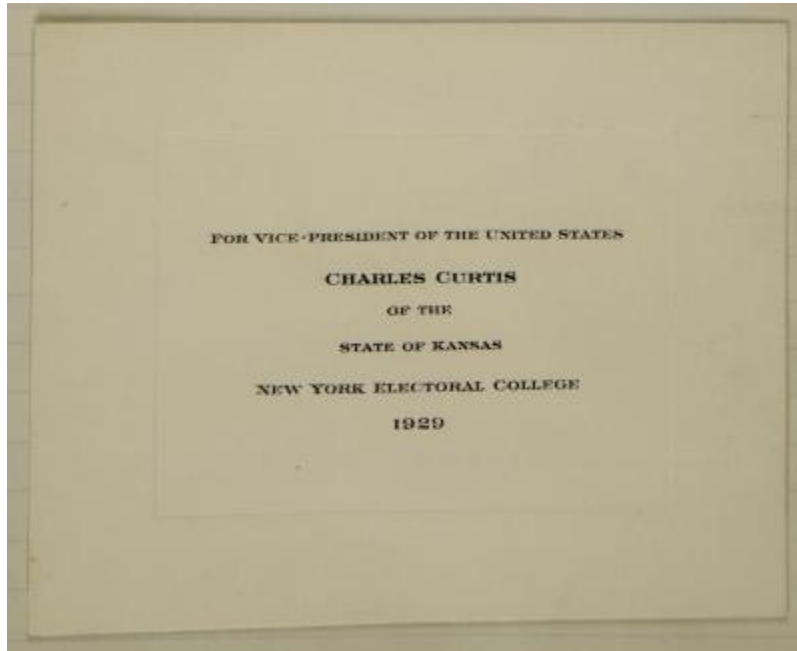 FOR VICE-PRESIDENT OF THE UNITED STATES
CHARLES CURTIS
OF THE
STATE OF KANSAS
NEW YORK ELECTORAL COLLEGE
1929